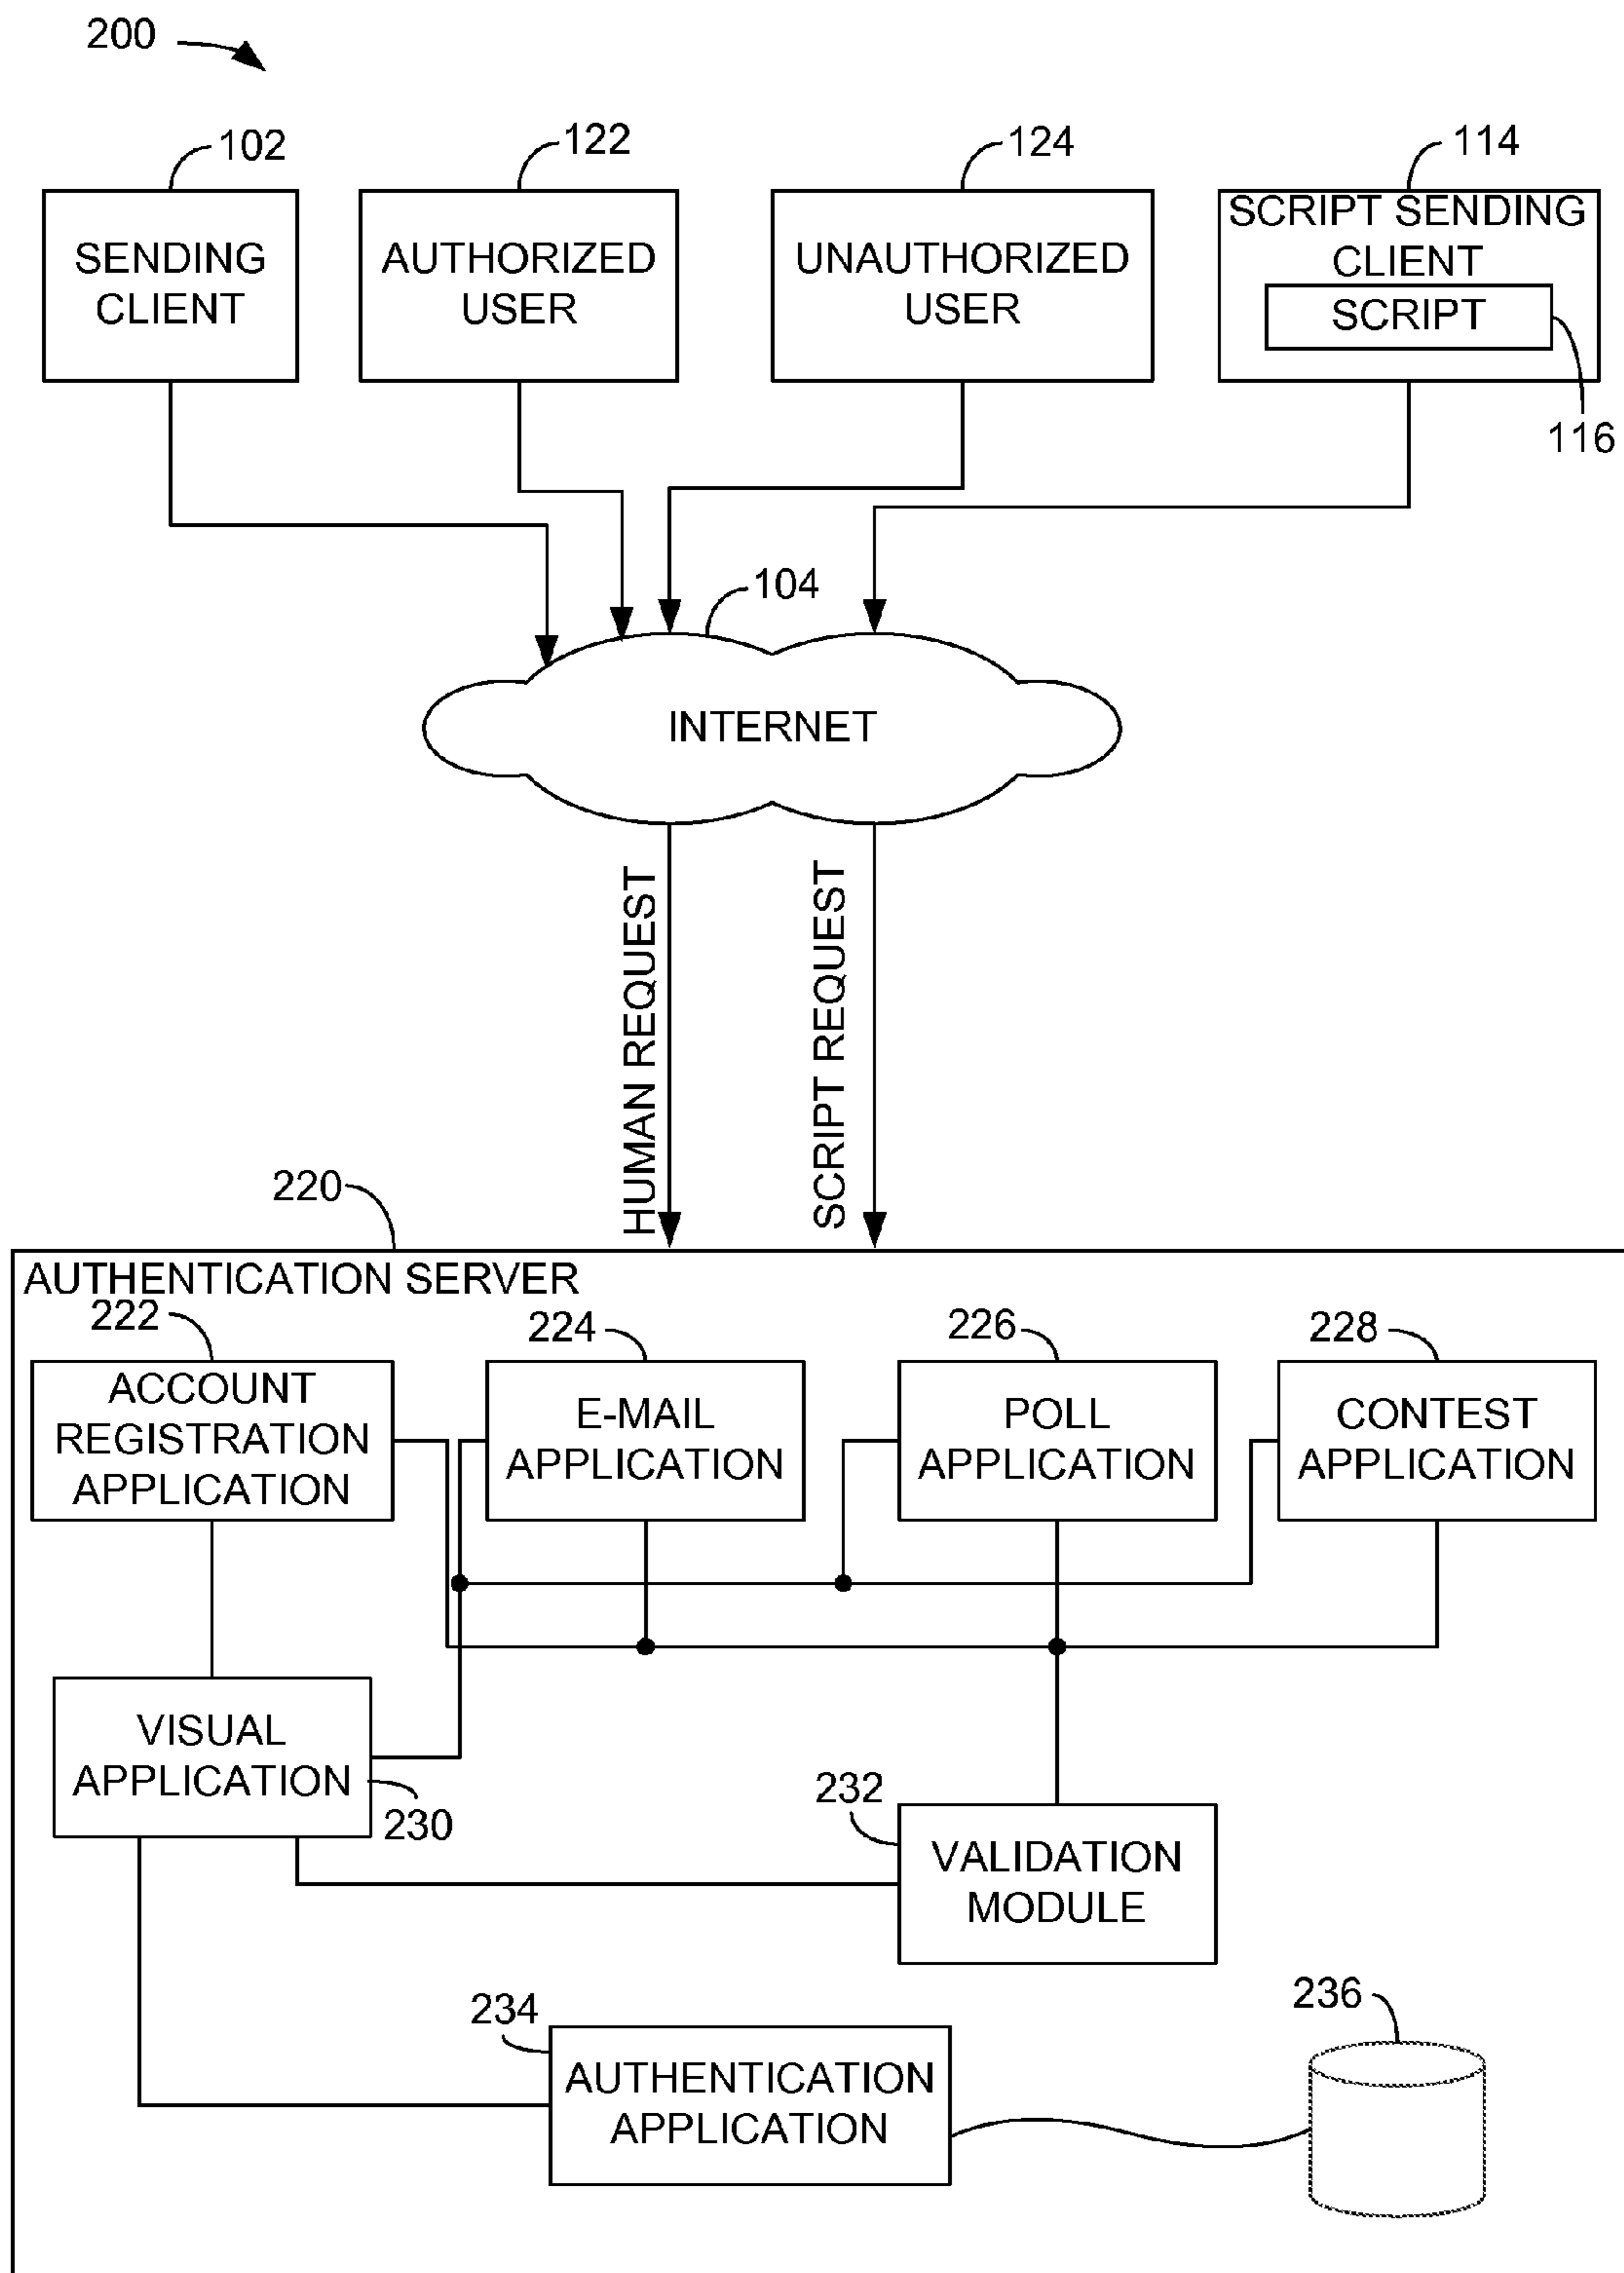 200
102
122
124
114
SENDING
CLIENT
AUTHORIZED
USER
UNAUTHORIZED
USER
SCRIPT SENDING
CLIENT
SCRIPT
116
104
INTERNET
HUMAN REQUEST
SCRIPT REQUEST
220
AUTHENTICATION SERVER
222
224
226
228
ACCOUNT
REGISTRATION
APPLICATION
E-MAIL
APPLICATION
POLL
APPLICATION
CONTEST
APPLICATION
VISUAL
APPLICATION
230
232
VALIDATION
MODULE
234
AUTHENTICATION
APPLICATION
236